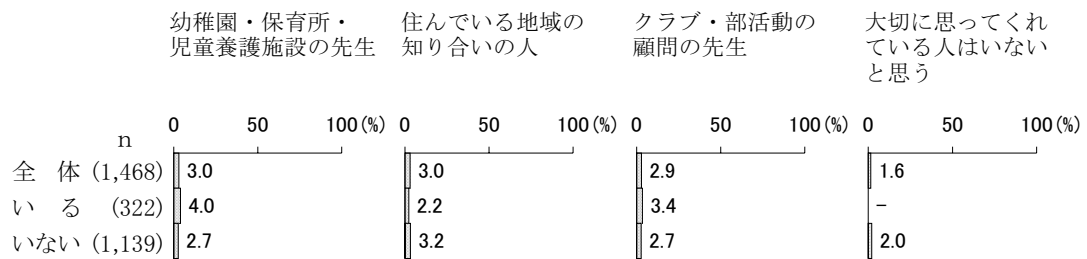 幼稚園・保育所・
児童養護施設の先生
住んでいる地域の
知り合いの人
クラブ・部活動の
顧問の先生
大切に思ってくれ
ている人はいない
と思う
n
0 50 100(%) 0 50 100(%) 0 50 100(%) 0 50 100(%)
全 体 (1,468) 3.0 3.0 2.9 1.6
い る (322) 4.0 2.2 3.4 −
いない (1,139) 2.7 3.2 2.7 2.0